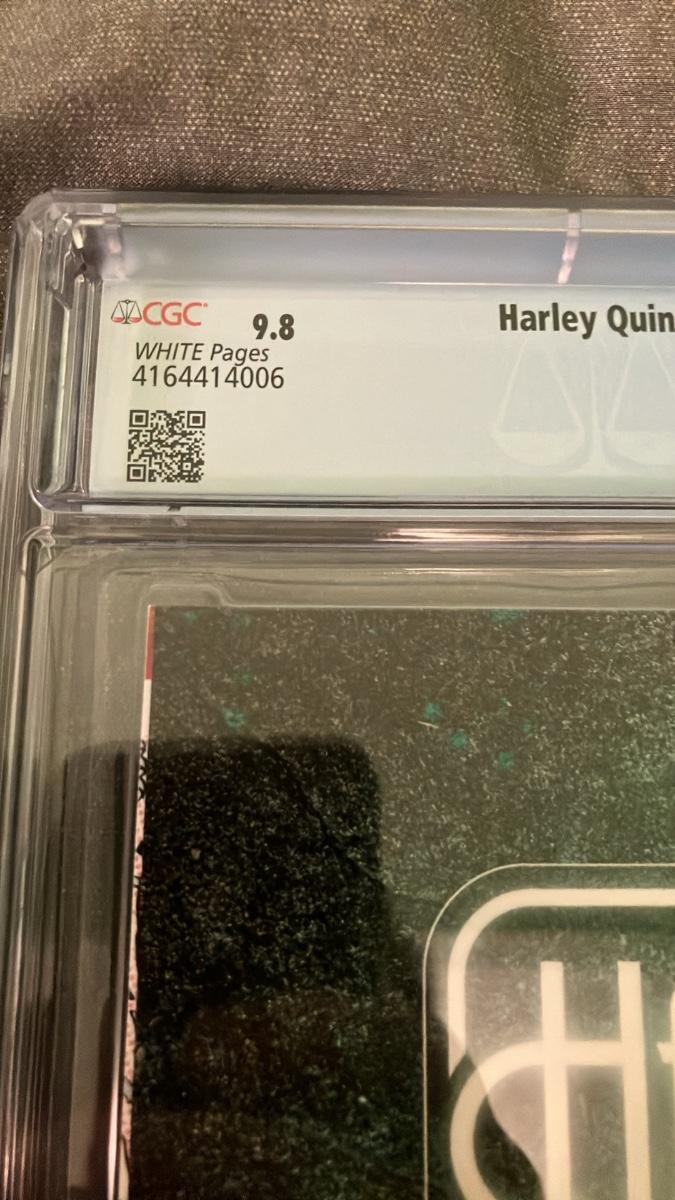 CGC 9.8
Harley Quin
WHITE Pages
4164414006